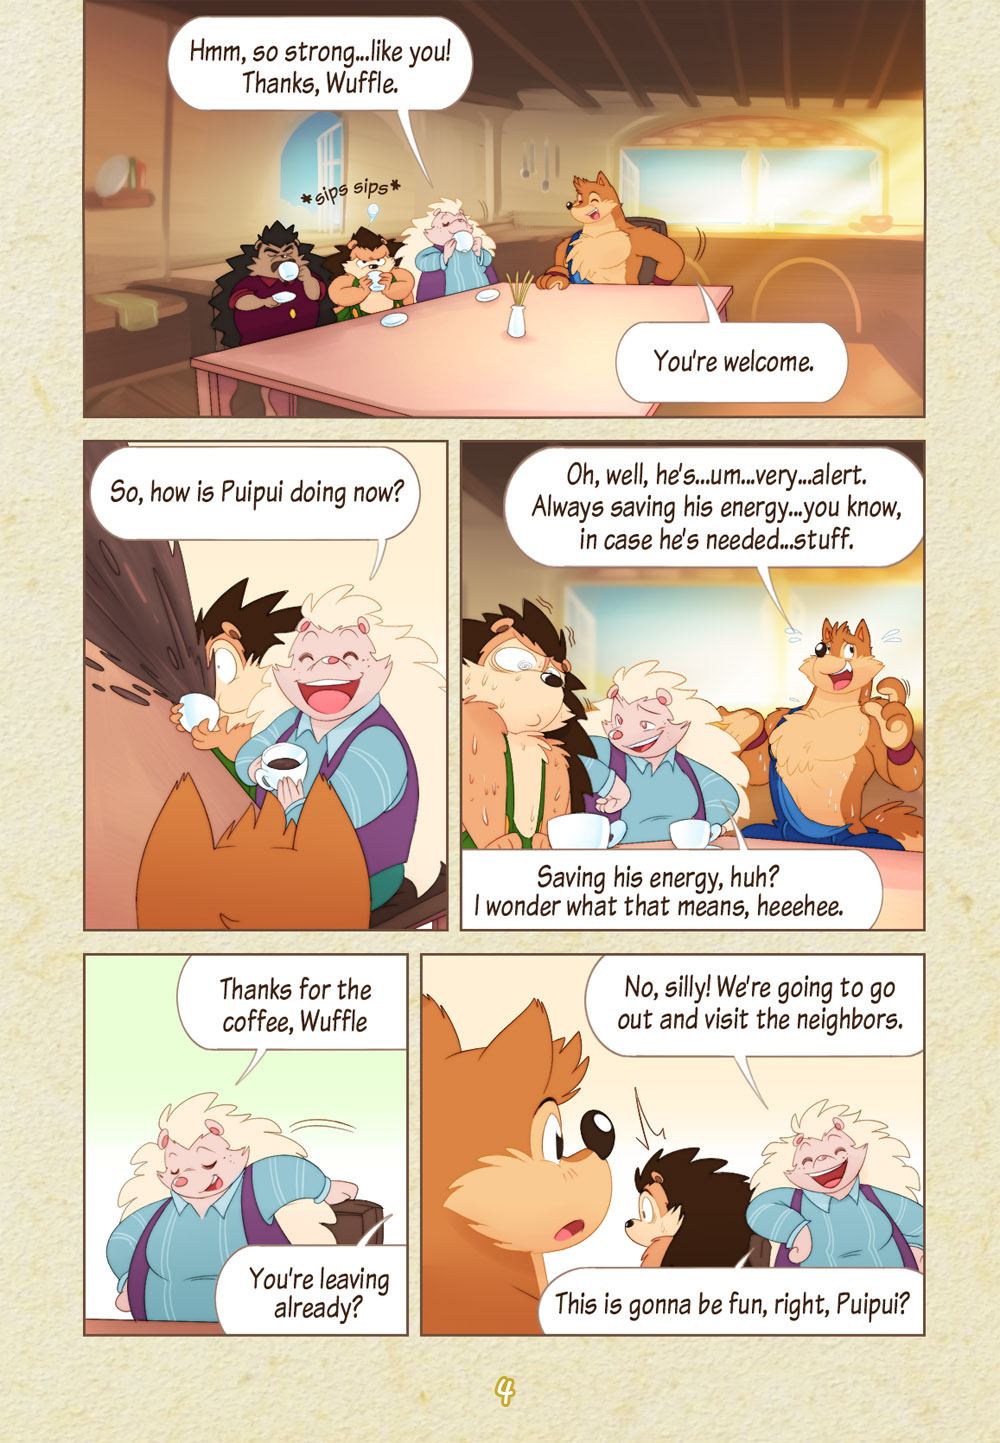 Hmm, so strong...like you!
Thanks, Wuffle.
*sips sips*
You're welcome.
So, how is Puipui doing now?
Oh, well, he's...um...very...alert.
Always saving his energy...you know,
in case he's needed...stuff.
Saving his energy, huh?
I wonder what that means, heeehee.
Thanks for the
coffee, Wuffle
You're leaving
already?
No, silly! We're going to go
out and visit the neighbors.
This is gonna be fun, right, Puipui?
4